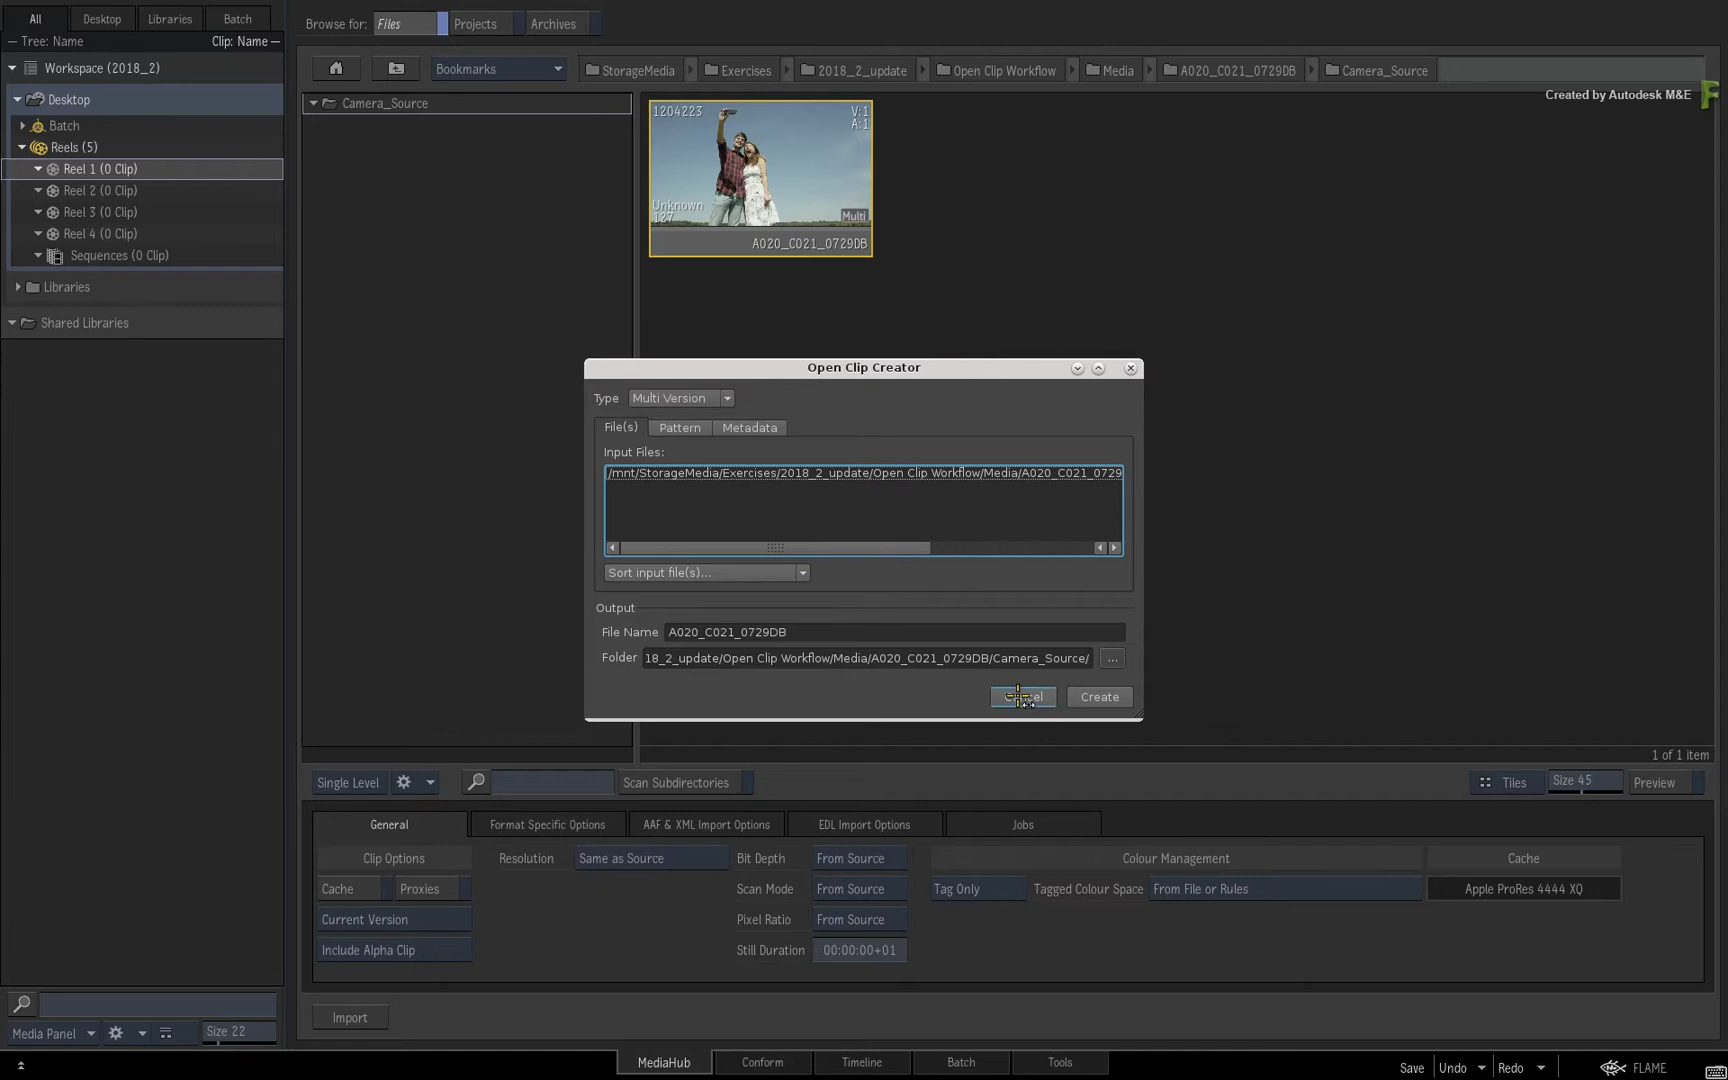 All
Desktop
Libraries
Batch
Browse for:
Files
Projects
Archives
Tree: Name
Clip: Name
Workspace (2018_2)
Bookmarks
StorageMedia
Exercises
2018_2_update
Open Clip Workflow
Media
A020_C021_0729DB
Camera_Source
Created by Autodesk M&E
Desktop
Batch
Reels (5)
Reel 1 (0 Clip)
Reel 2 (0 Clip)
Reel 3 (0 Clip)
Reel 4 (0 Clip)
Sequences (0 Clip)
Libraries
Shared Libraries
Camera_Source
1204223
V:1
A:1
Unknown
127
Multi
A020_C021_0729DB
Open Clip Creator
Type
Multi Version
File(s)
Pattern
Metadata
Input Files:
/mnt/StorageMedia/Exercises/2018_2_update/Open Clip Workflow/Media/A020_C021_0729
Sort input file(s)...
Output
File Name
A020_C021_0729DB
Folder
18_2_update/Open Clip Workflow/Media/A020_C021_0729DB/Camera_Source/
...
Create
1 of 1 item
Single Level
Scan Subdirectories
Tiles
Size 45
Preview
General
Format Specific Options
AAF & XML Import Options
EDL Import Options
Jobs
Clip Options
Resolution
Same as Source
Bit Depth
From Source
Colour Management
Cache
Cache
Proxies
Scan Mode
From Source
Tag Only
Tagged Colour Space
From File or Rules
Apple ProRes 4444 XQ
Current Version
Pixel Ratio
From Source
Include Alpha Clip
Still Duration
00:00:00+01
Import
Media Panel
Size 22
MediaHub
Conform
Timeline
Batch
Tools
Save
Undo
Redo
FLAME